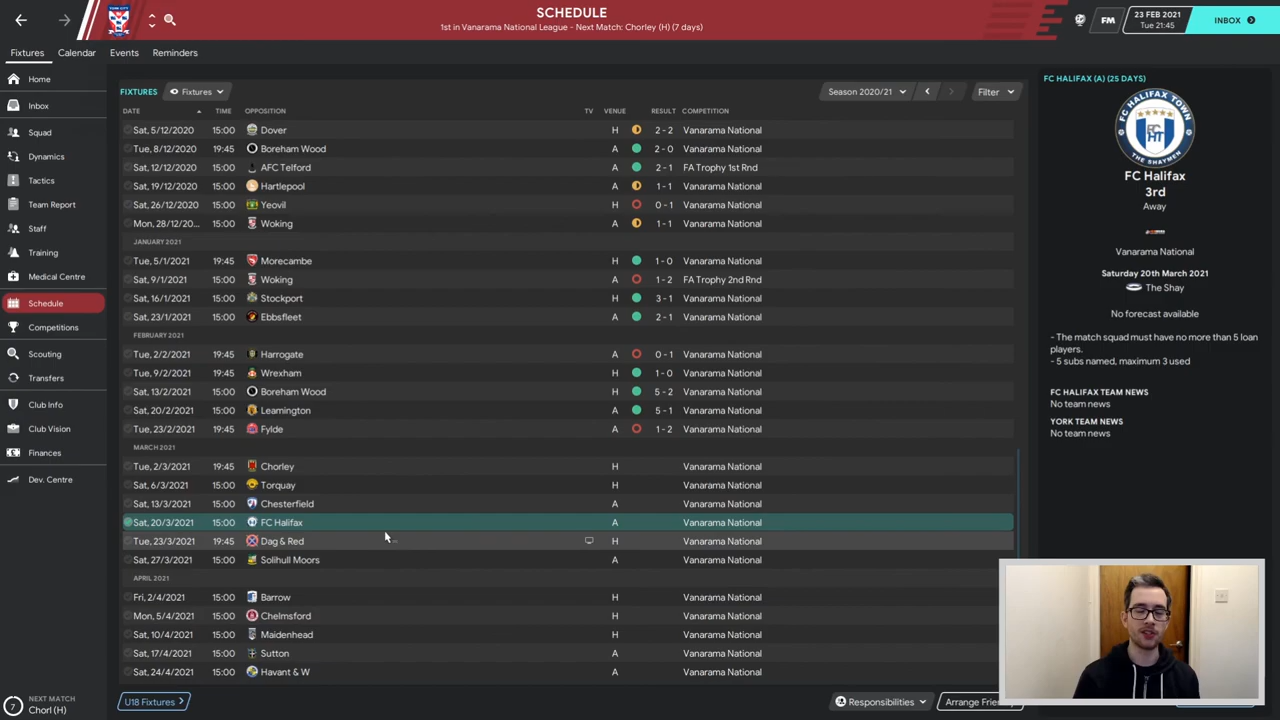 SCHEDULE
1st in Vanarama National League - Next Match: Chorley (H) (7 days)
FM
23 FEB 2021
Tue 21:45
INBOX
Fixtures Calendar Events Reminders
Home
Inbox
Squad
Dynamics
Tactics
Team Report
Staff
Training
Medical Centre
Schedule
Competitions
Scouting
Transfers
Club Info
Club Vision
Finances
Dev. Centre
NEXT MATCH
7 Chorl (H)
FIXTURES Fixtures Season 2020/21 Filter
DATE TIME OPPOSITION TV VENUE RESULT COMPETITION
Sat, 5/12/2020 15:00 Dover H 2 - 2 Vanarama National
Tue, 8/12/2020 19:45 Boreham Wood A 2 - 0 Vanarama National
Sat, 12/12/2020 15:00 AFC Telford A 2 - 1 FA Trophy 1st Rnd
Sat, 19/12/2020 15:00 Hartlepool A 1 - 1 Vanarama National
Sat, 26/12/2020 15:00 Yeovil H 0 - 1 Vanarama National
Mon, 28/12/20... 15:00 Woking A 1 - 1 Vanarama National
JANUARY 2021
Tue, 5/1/2021 19:45 Morecambe H 1 - 0 Vanarama National
Sat, 9/1/2021 15:00 Woking A 1 - 2 FA Trophy 2nd Rnd
Sat, 16/1/2021 15:00 Stockport H 3 - 1 Vanarama National
Sat, 23/1/2021 15:00 Ebbsfleet A 2 - 1 Vanarama National
FEBRUARY 2021
Tue, 2/2/2021 19:45 Harrogate A 0 - 1 Vanarama National
Tue, 9/2/2021 19:45 Wrexham H 1 - 0 Vanarama National
Sat, 13/2/2021 15:00 Boreham Wood H 5 - 2 Vanarama National
Sat, 20/2/2021 15:00 Leamington A 5 - 1 Vanarama National
Tue, 23/2/2021 19:45 Fylde A 1 - 2 Vanarama National
MARCH 2021
Tue, 2/3/2021 19:45 Chorley H Vanarama National
Sat, 6/3/2021 15:00 Torquay H Vanarama National
Sat, 13/3/2021 15:00 Chesterfield A Vanarama National
Sat, 20/3/2021 15:00 FC Halifax A Vanarama National
Tue, 23/3/2021 19:45 Dag & Red H Vanarama National
Sat, 27/3/2021 15:00 Solihull Moors A Vanarama National
APRIL 2021
Fri, 2/4/2021 15:00 Barrow H Vanarama National
Mon, 5/4/2021 15:00 Chelmsford A Vanarama National
Sat, 10/4/2021 15:00 Maidenhead H Vanarama National
Sat, 17/4/2021 15:00 Sutton A Vanarama National
Sat, 24/4/2021 15:00 Havant & W H Vanarama National
U18 Fixtures
Responsibilities
Arrange Frien
FC HALIFAX (A) (25 DAYS)
FC HALIFAX TOWN
THE SHAYMEN
FC Halifax
3rd
Away
Vanarama National
Saturday 20th March 2021
The Shay
No forecast available
- The match squad must have no more than 5 loan
players.
- 5 subs named, maximum 3 used
FC HALIFAX TEAM NEWS
No team news
YORK TEAM NEWS
No team news